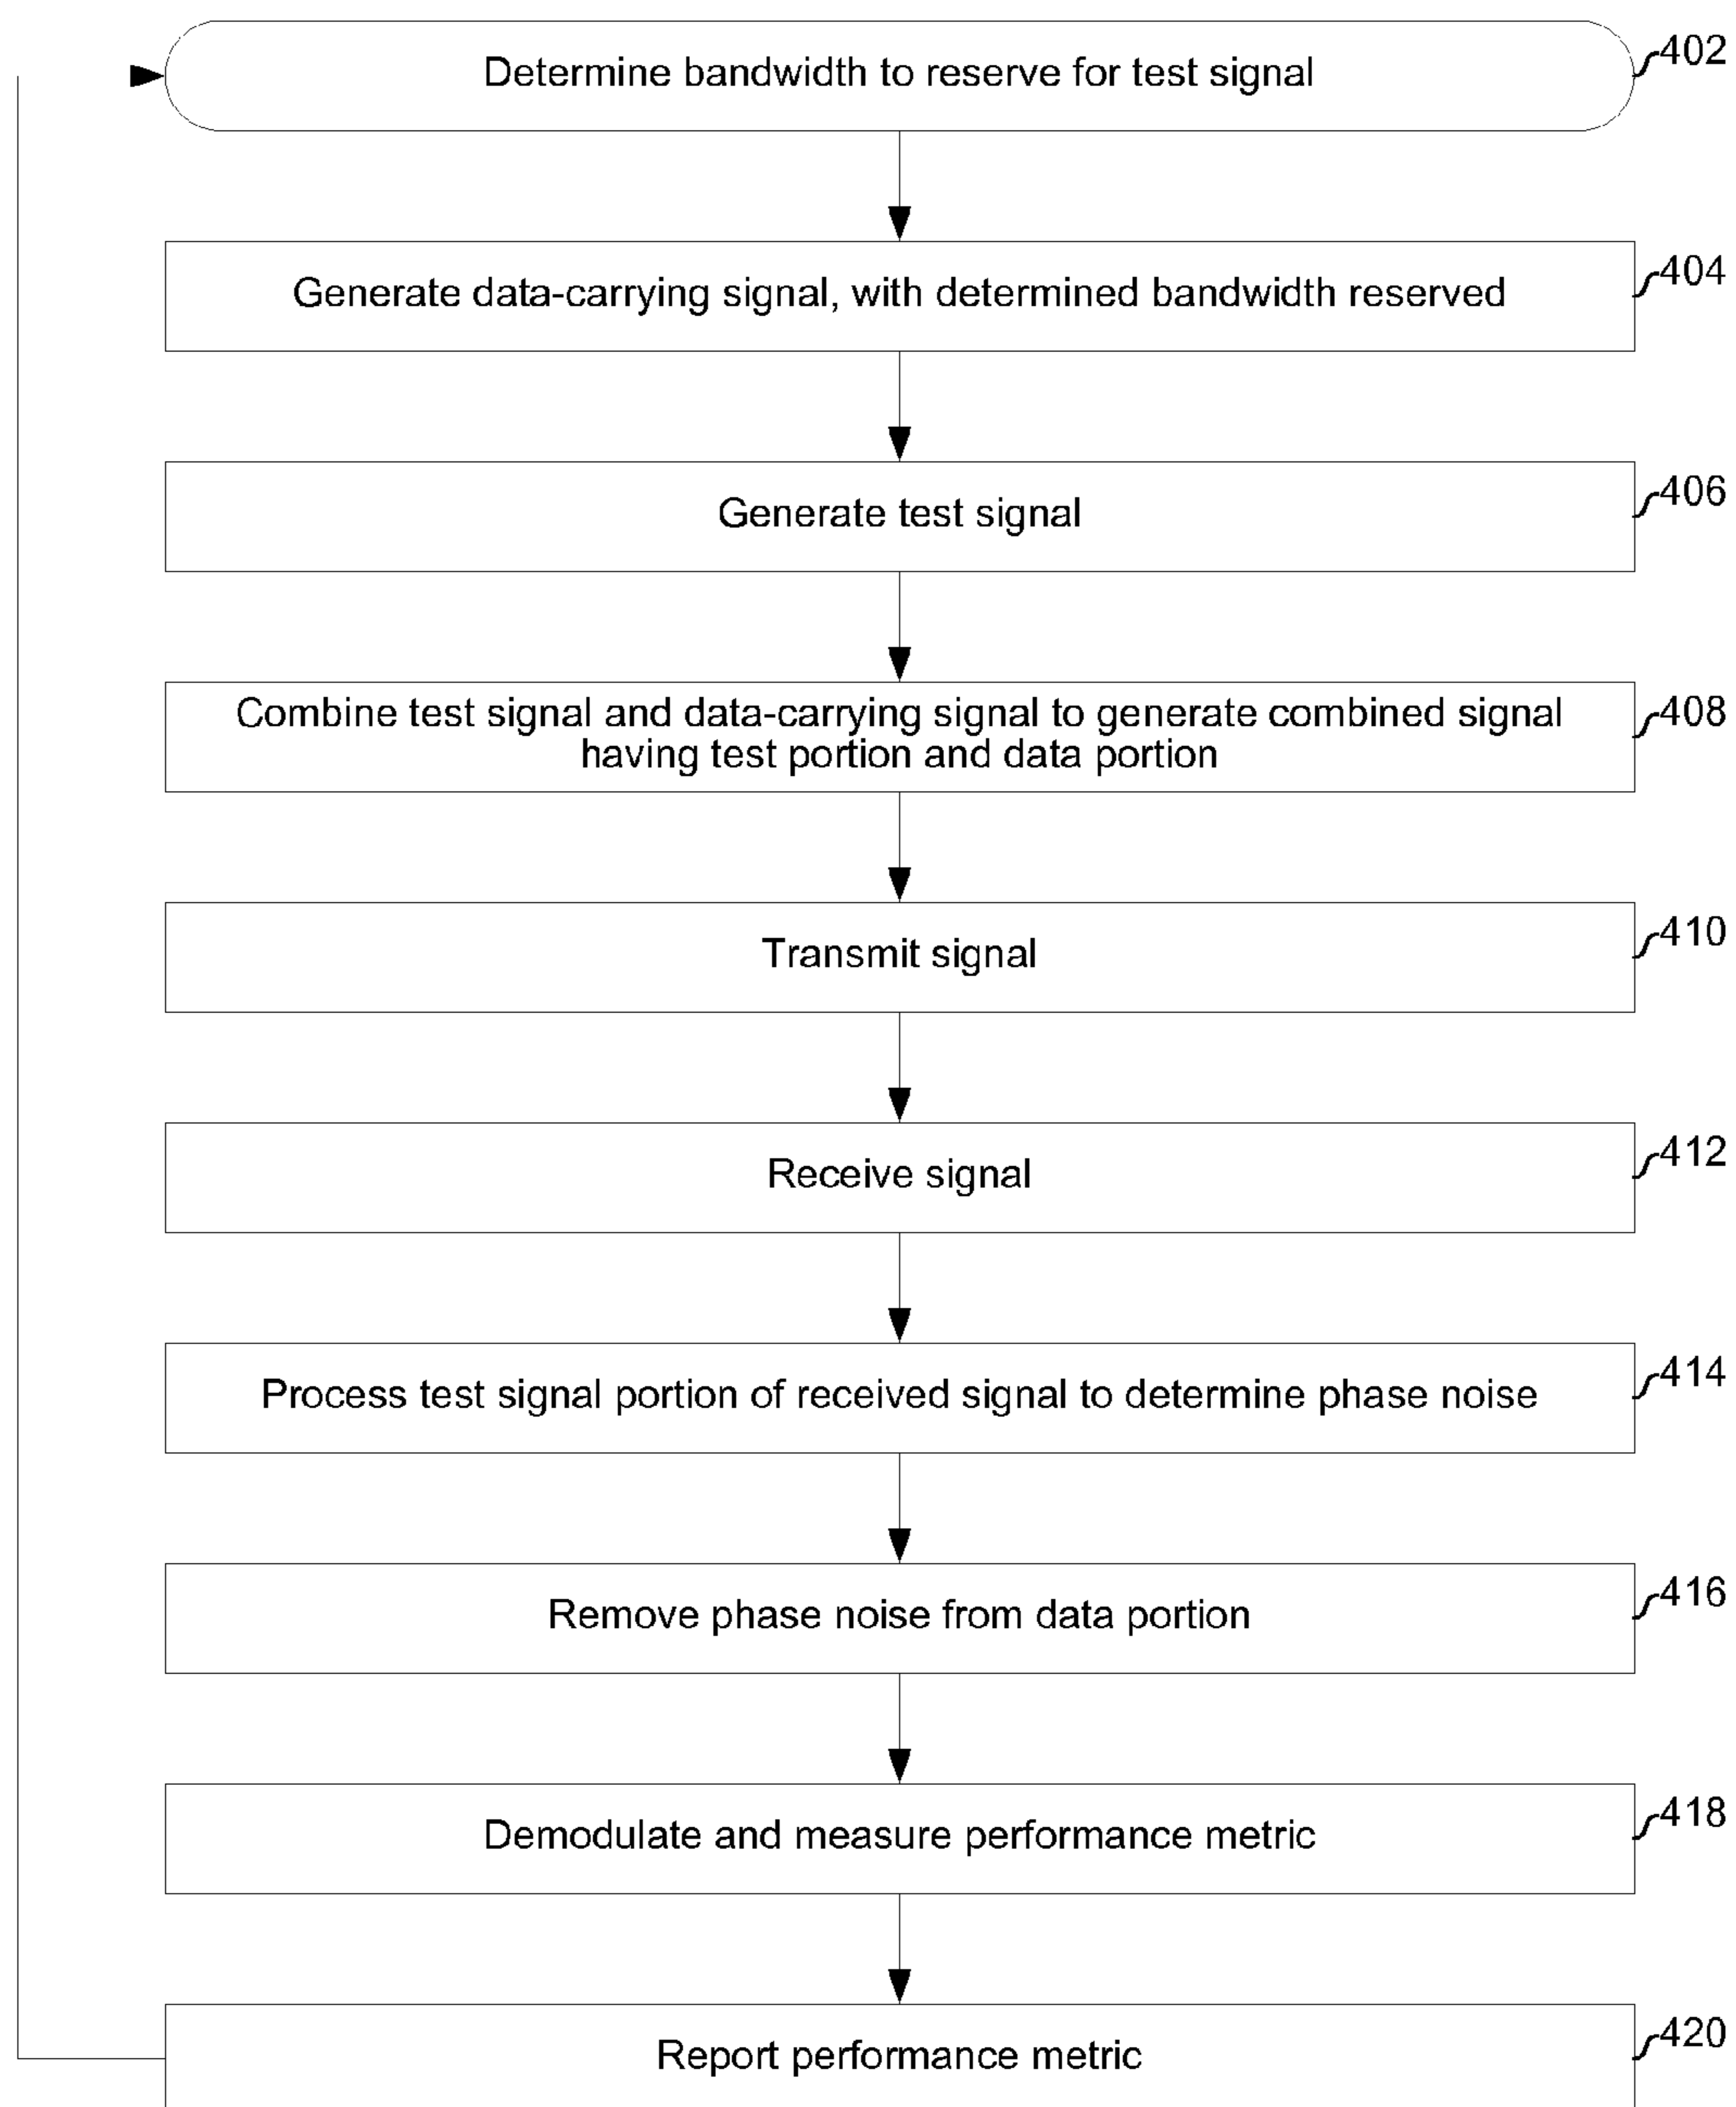 Determine bandwidth to reserve for test signal
402
Generate data-carrying signal, with determined bandwidth reserved
404
Generate test signal
406
Combine test signal and data-carrying signal to generate combined signal
having test portion and data portion
408
Transmit signal
410
Receive signal
412
Process test signal portion of received signal to determine phase noise
414
Remove phase noise from data portion
416
Demodulate and measure performance metric
418
Report performance metric
420